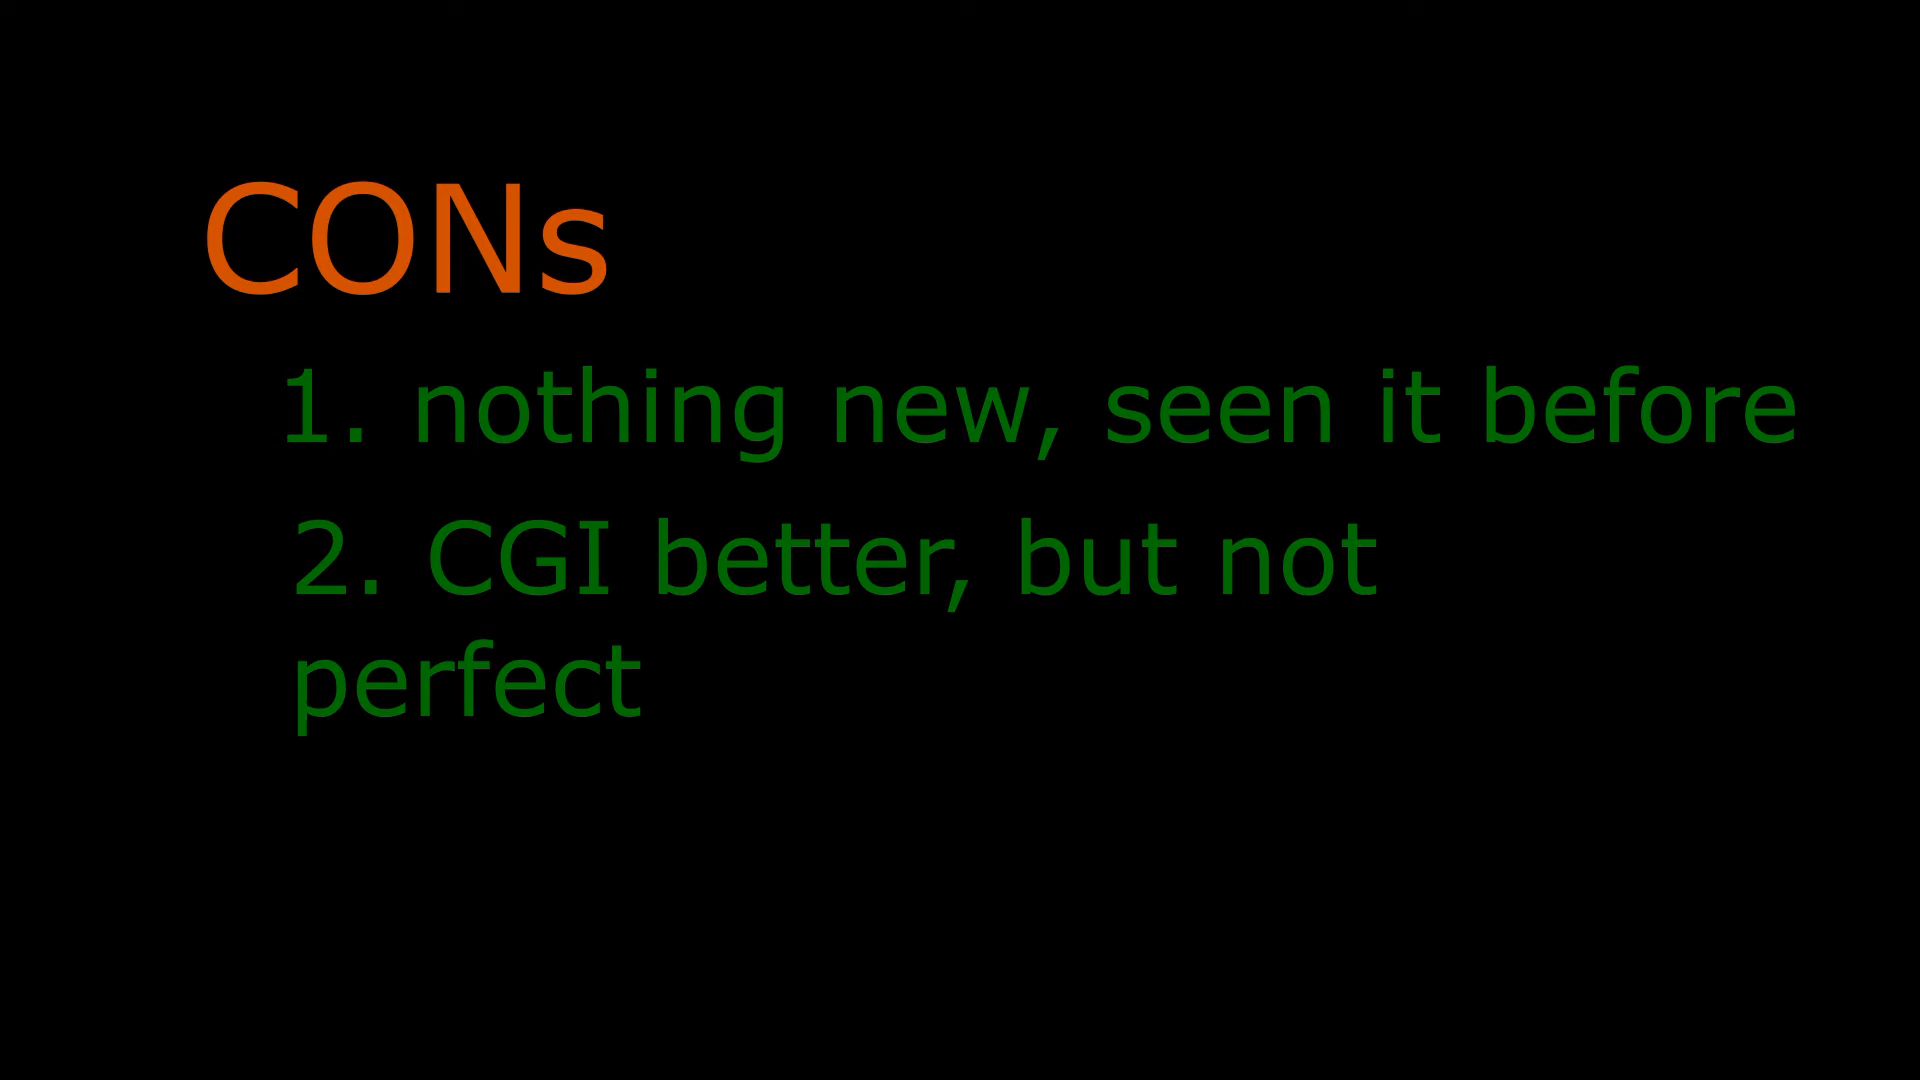 CONs
1. nothing new, seen it before
2. CGI better, but not
perfect